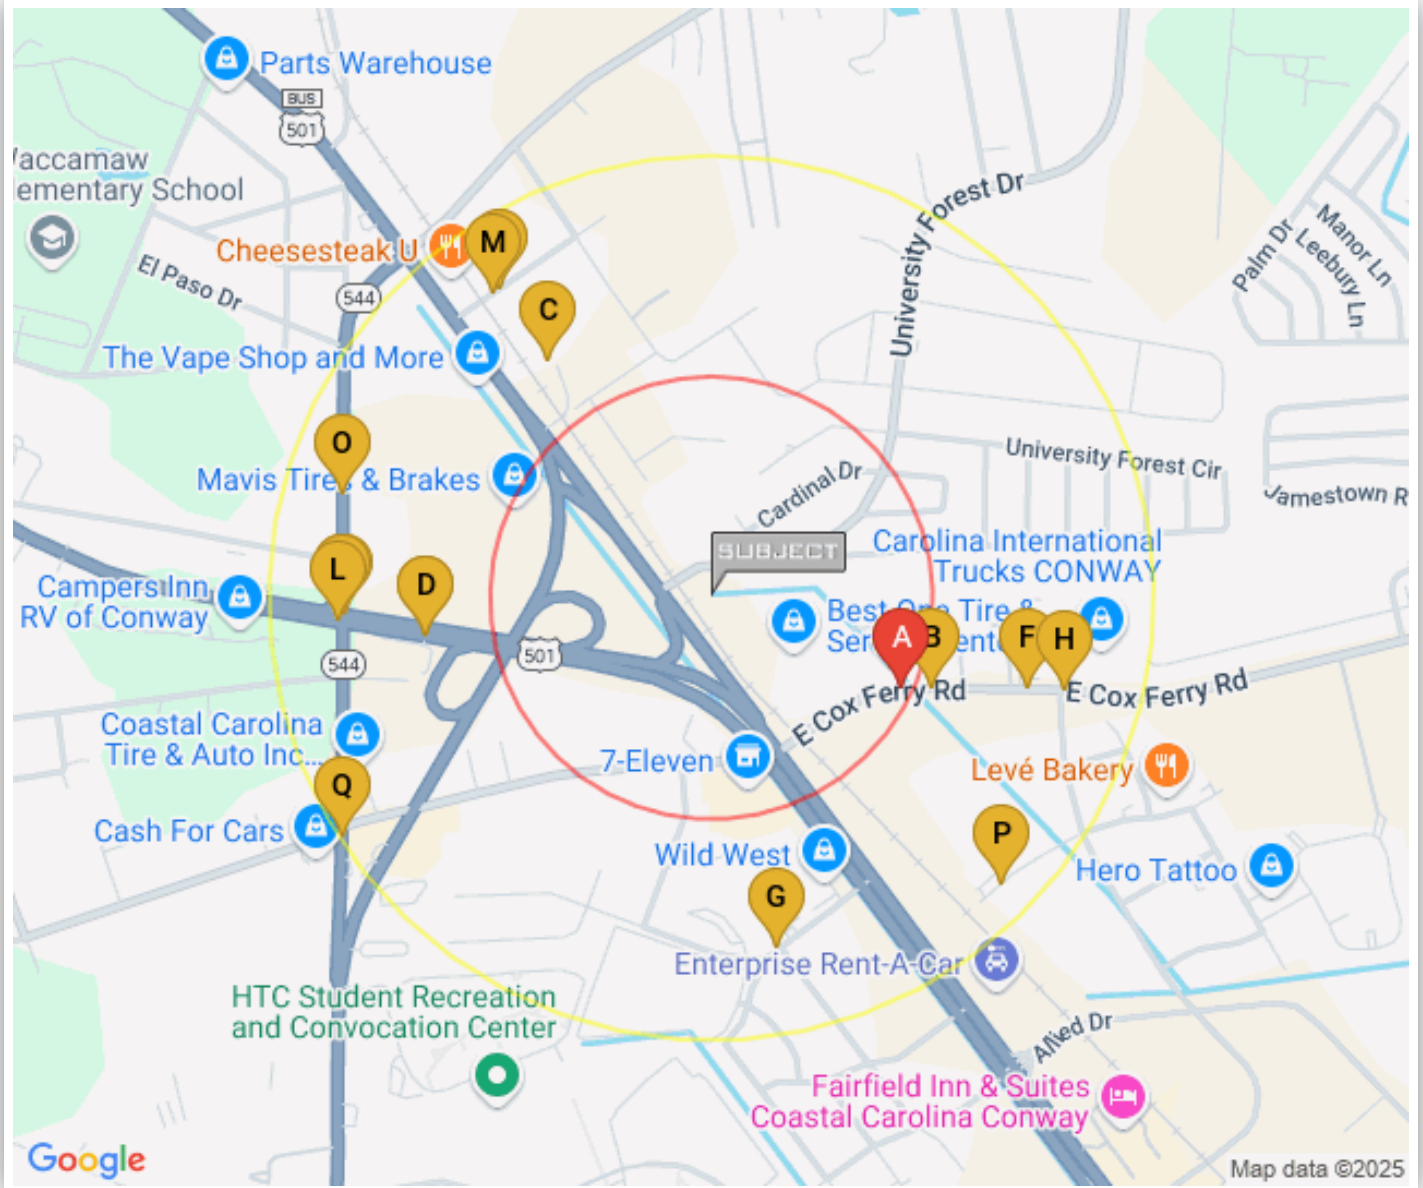 Parts Warehouse
BUS
501
accamaw
ementary School
University Forest Dr
Manor Ln
Leebury Ln
Palm Dr
M
Cheesesteak U
El Paso Dr
544
C
The Vape Shop and More
O
Mavis Tires & Brakes
University Forest Cir
Jamestown R
Cardinal Dr
SUBJECT
Carolina International
Trucks CONWAY
L
D
Campers Inn
RV of Conway
Best One Tire &
A
B
F
H
501
544
E Cox Ferry Rd
E Cox Ferry Rd
Coastal Carolina
Tire & Auto Inc...
7-Eleven
Levé Bakery
Q
Cash For Cars
P
Wild West
Hero Tattoo
G
Enterprise Rent-A-Car
HTC Student Recreation
and Convocation Center
Allied Dr
Fairfield Inn & Suites
Coastal Carolina Conway
Google
Map data ©2025